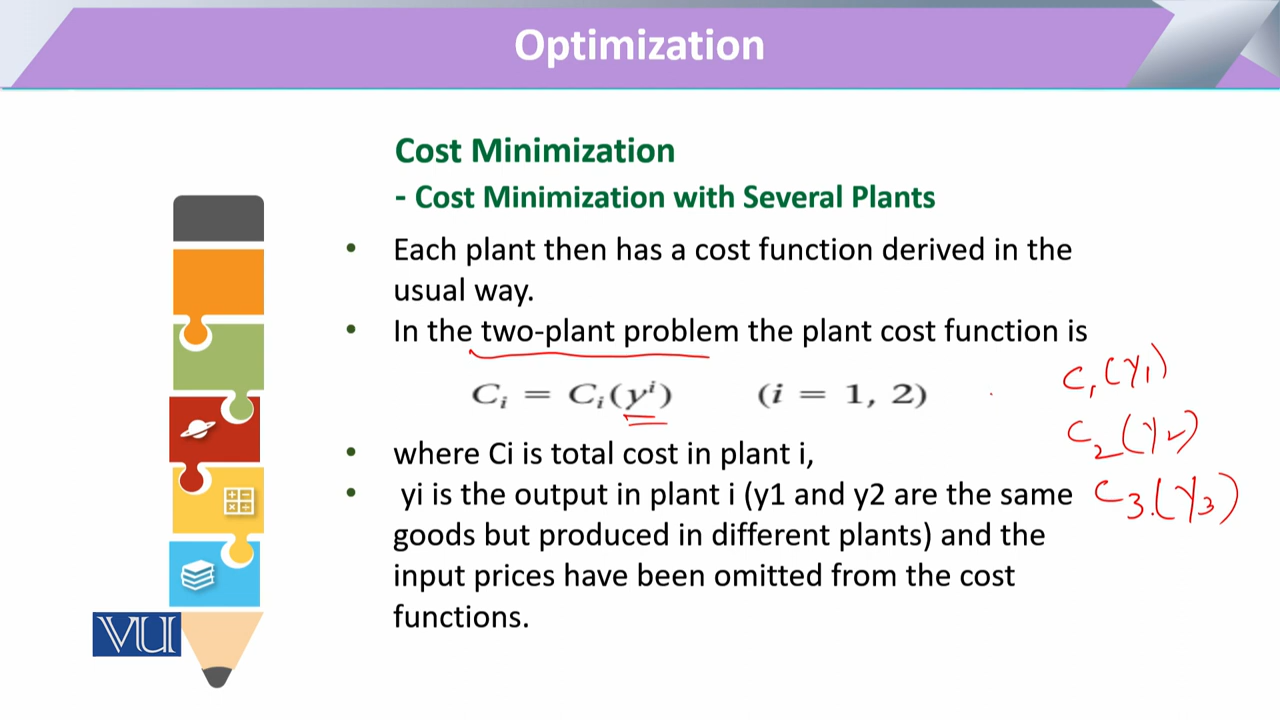 Optimization
Cost Minimization
- Cost Minimization with Several Plants
• Each plant then has a cost function derived in the
usual way.
• In the two-plant problem the plant cost function is
Cᵢ = Cᵢ(yⁱ) (i = 1, 2)
C₁(y₁)
C₂(y₂)
C₃(y₃)
• where Ci is total cost in plant i,
• yi is the output in plant i (y1 and y2 are the same
goods but produced in different plants) and the
input prices have been omitted from the cost
functions.
VU